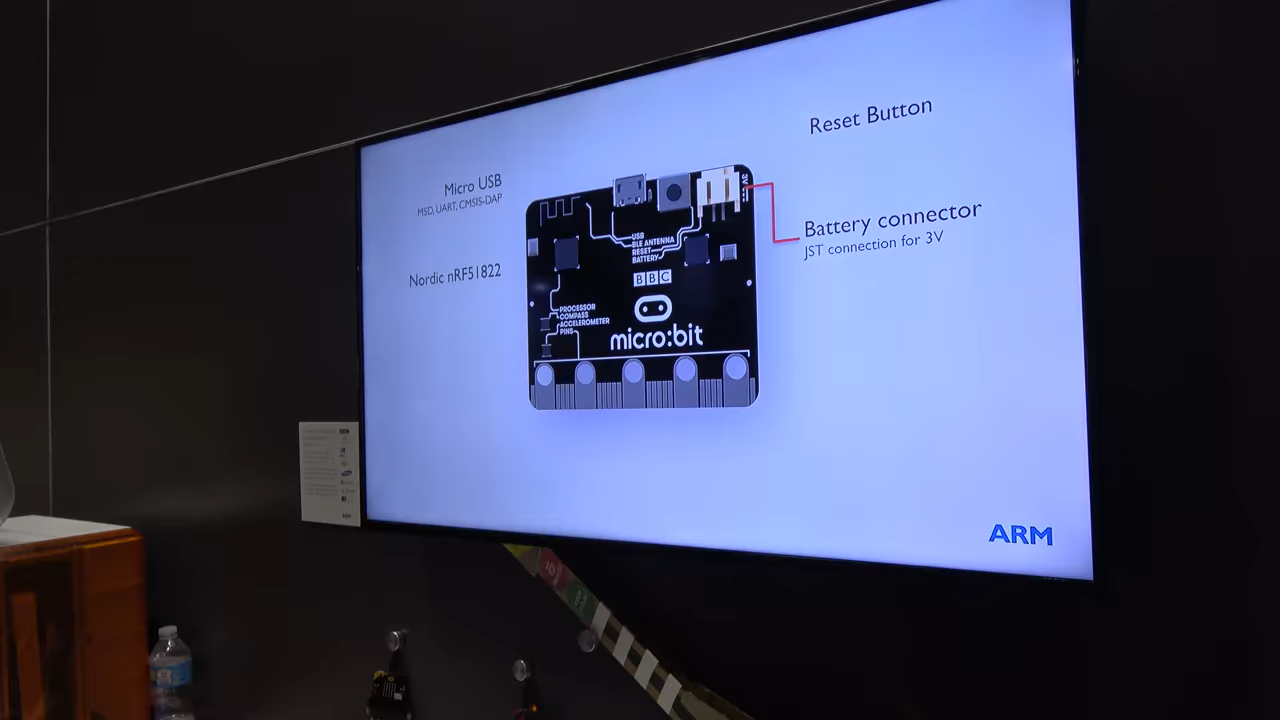 Reset Button
Micro USB
MSD, UART, CMSIS-DAP
Battery connector
JST connection for 3V
Nordic nRF51822
3V
USB
BLE ANTENNA
RESET
BATTERY
BBC
PROCESSOR
COMPASS
ACCELEROMETER
PINS
micro:bit
ARM
ARM